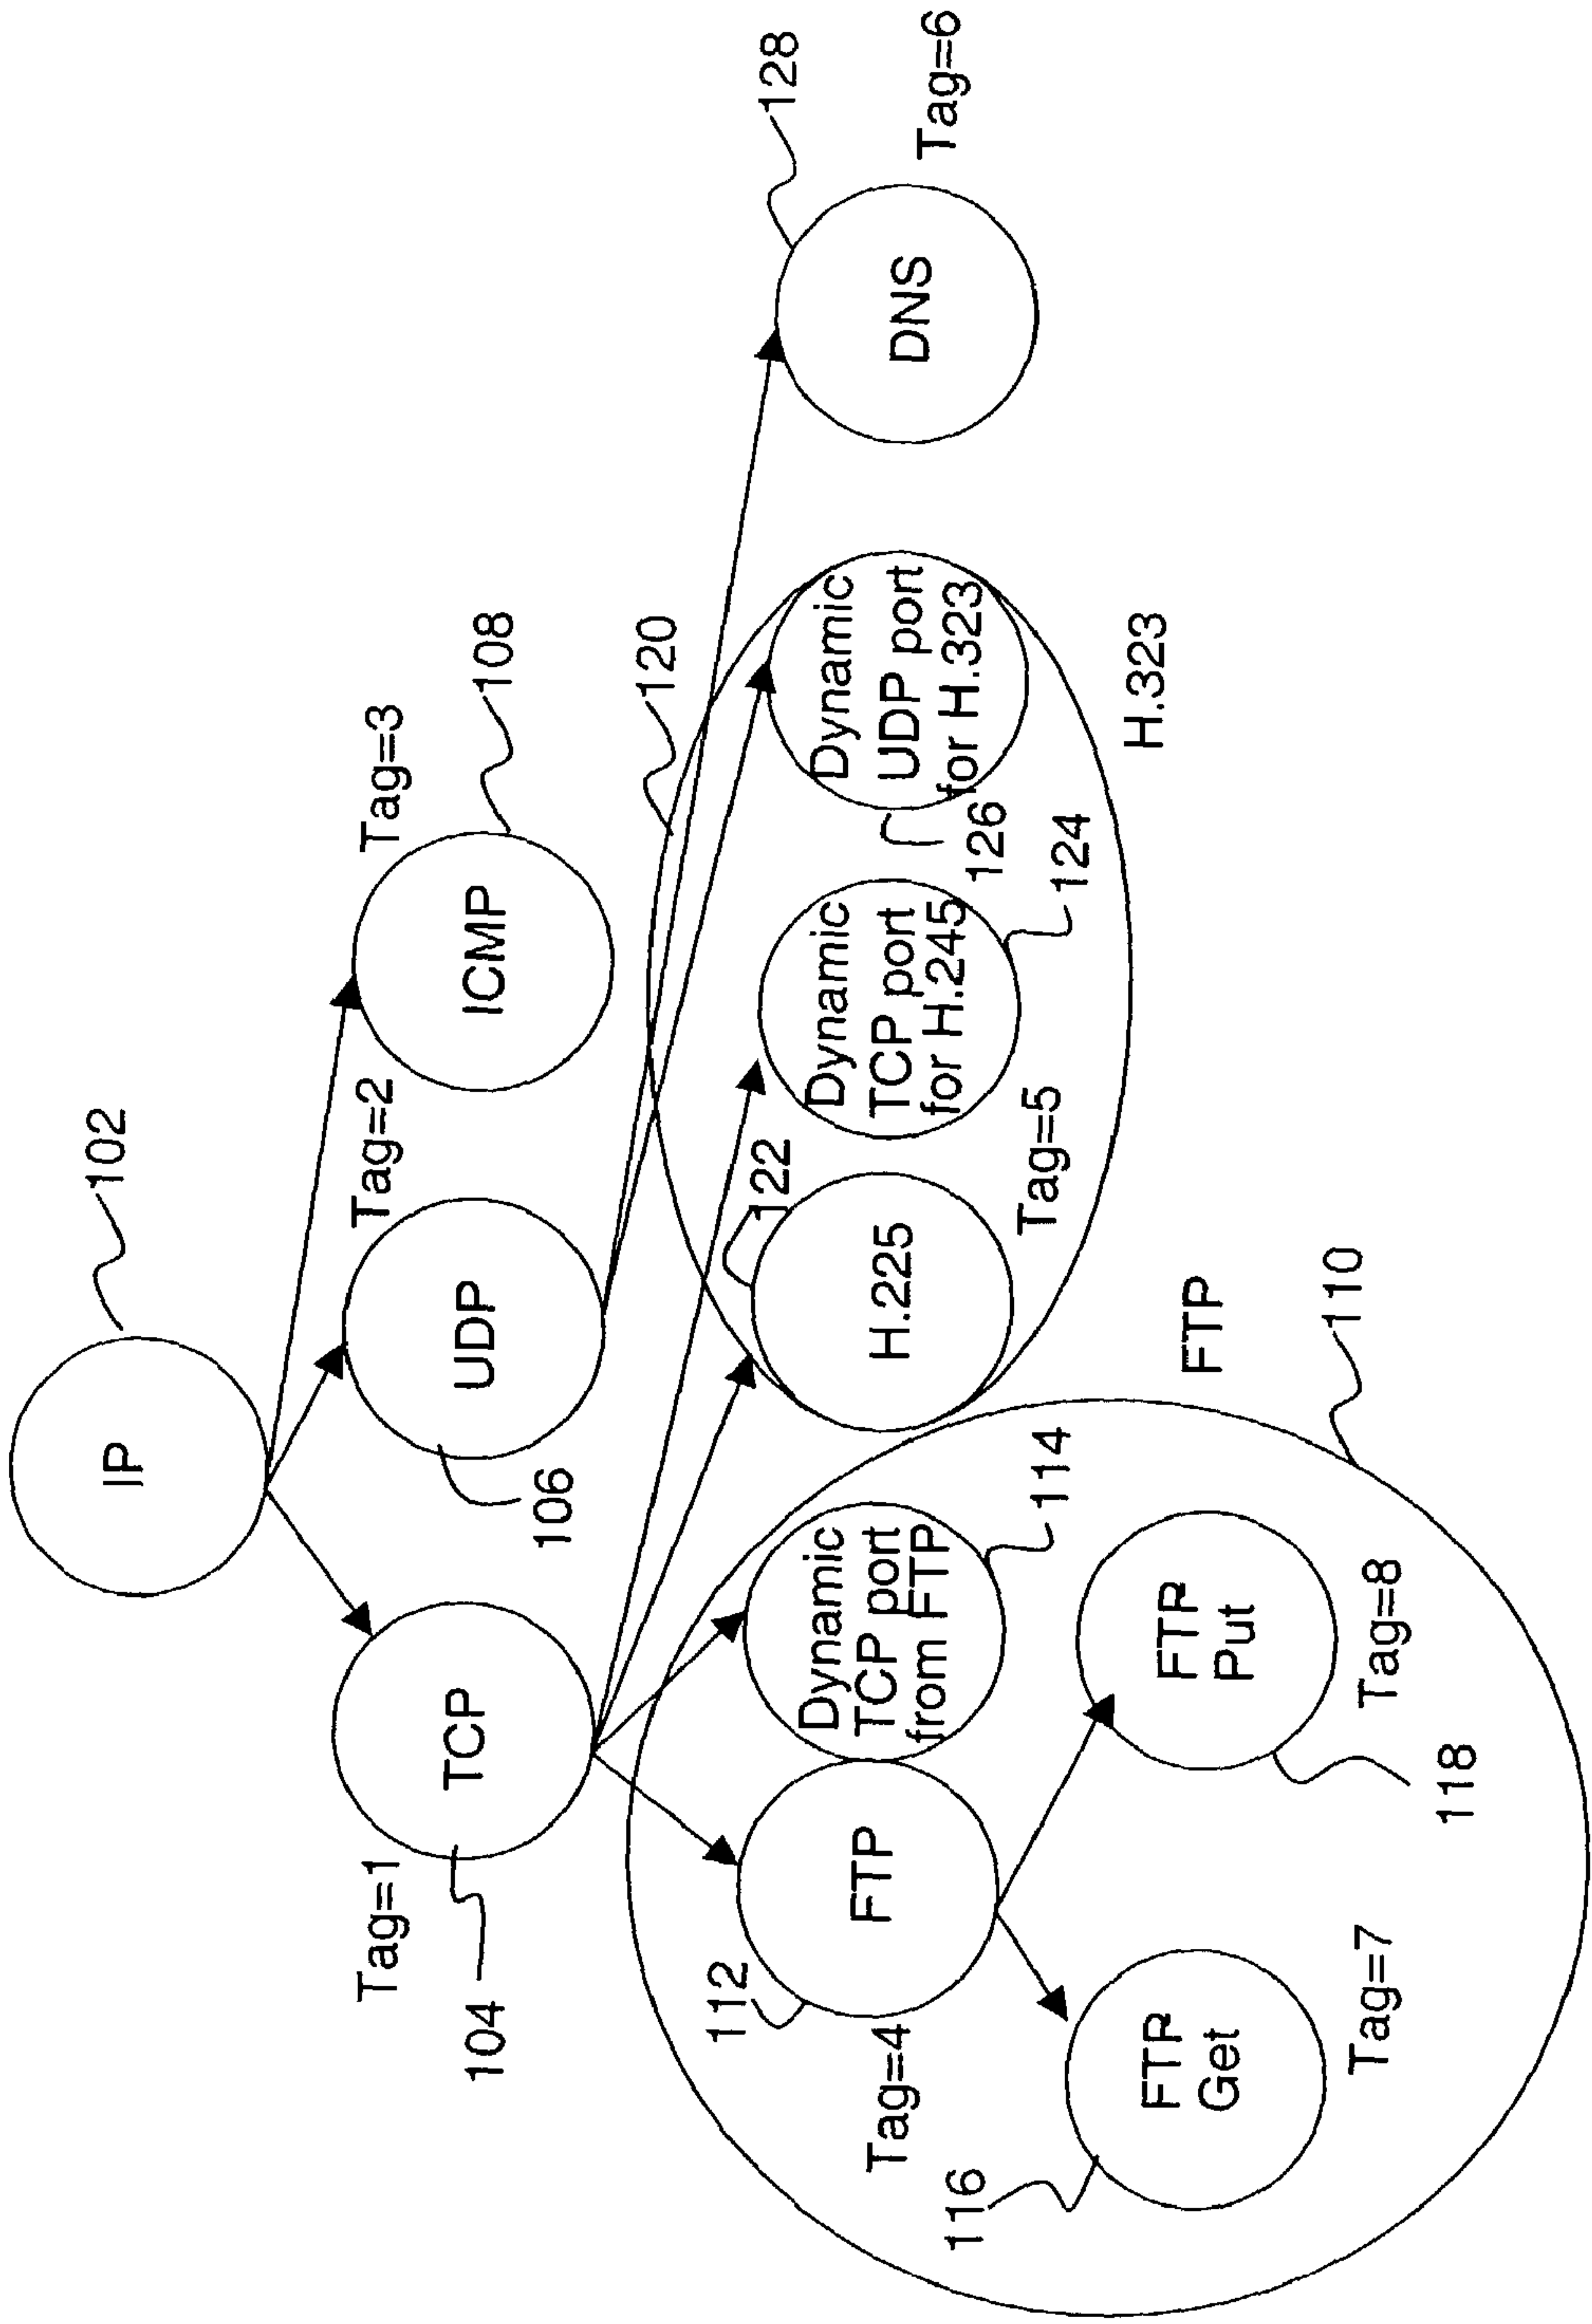 102
IP
Tag=1
104
TCP
Tag=2
106
UDP
Tag=3
108
ICMP
120
112
Tag=4
FTP
Dynamic
TCP port
from FTP
114
122
H.225
Tag=5
Dynamic
TCP port
for H.245
124
126
Dynamic
UDP port
for H.323
H.323
128
DNS
Tag=6
116
FTP
Get
Tag=7
FTP
Put
Tag=8
118
FTP
110